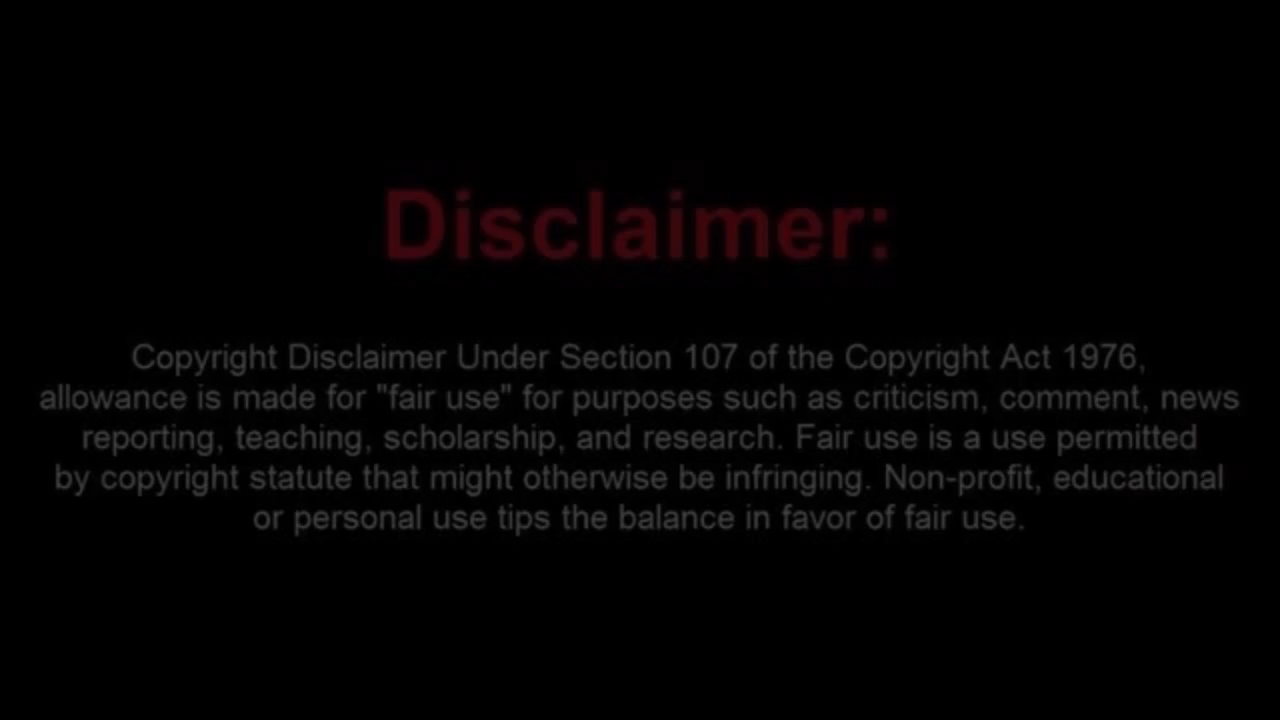 Disclaimer:
Copyright Disclaimer Under Section 107 of the Copyright Act 1976,
allowance is made for "fair use" for purposes such as criticism, comment, news
reporting, teaching, scholarship, and research. Fair use is a use permitted
by copyright statute that might otherwise be infringing. Non-profit, educational
or personal use tips the balance in favor of fair use.